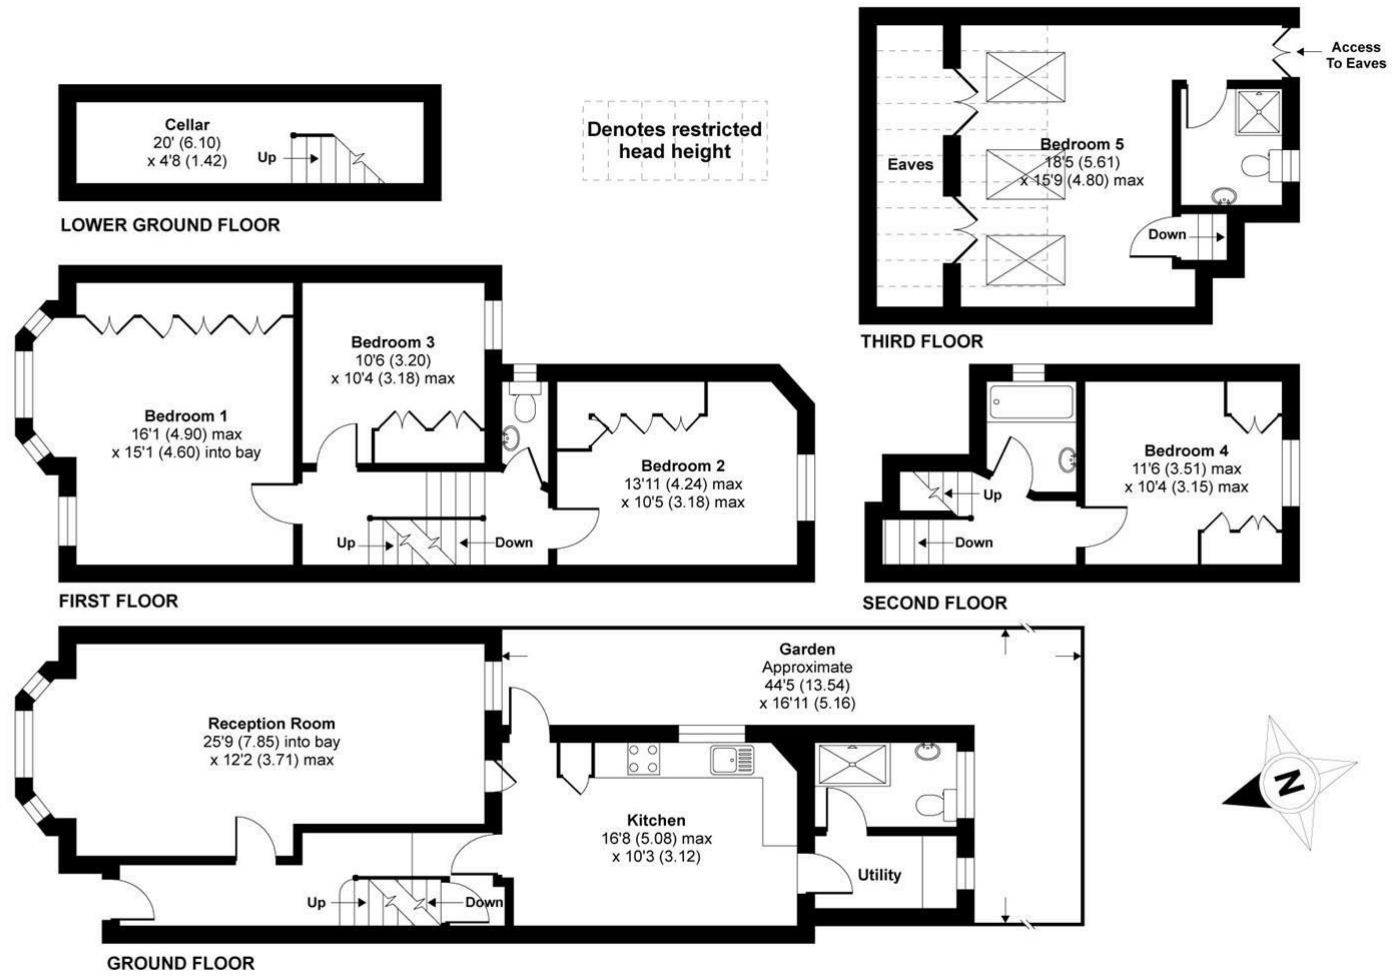 Cellar
20' (6.10)
x 4'8 (1.42)
Up
LOWER GROUND FLOOR
Denotes restricted
head height
Access
To Eaves
Eaves
Bedroom 5
18'5 (5.61)
x 15'9 (4.80) max
Down
THIRD FLOOR
Bedroom 1
16'1 (4.90) max
x 15'1 (4.60) into bay
Bedroom 3
10'6 (3.20)
x 10'4 (3.18) max
Bedroom 2
13'11 (4.24) max
x 10'5 (3.18) max
Up
Down
FIRST FLOOR
Bedroom 4
11'6 (3.51) max
x 10'4 (3.15) max
Up
Down
SECOND FLOOR
Reception Room
25'9 (7.85) into bay
x 12'2 (3.71) max
Garden
Approximate
44'5 (13.54)
x 16'11 (5.16)
Kitchen
16'8 (5.08) max
x 10'3 (3.12)
Utility
Up
Down
GROUND FLOOR
N